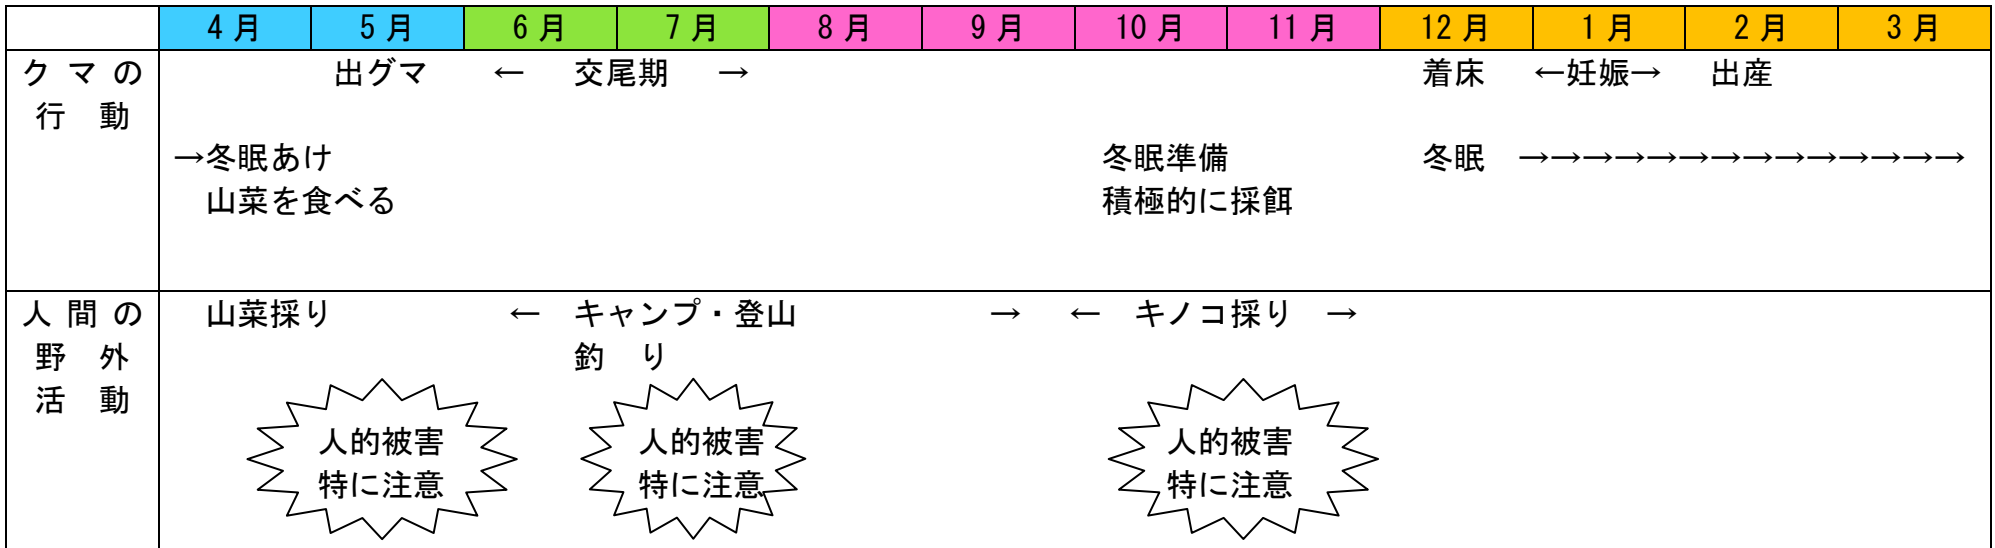 4月 5月 6月 7月 8月 9月 10月 11月 12月 1月 2月 3月
クマの 出グマ ← 交尾期 → 着床 ←妊娠→ 出産
行動
→冬眠あけ 冬眠準備 冬眠 →→→→→→→→→→→→→→
山菜を食べる 積極的に採餌
人間の 山菜採り ← キャンプ・登山 → ← キノコ採り →
野外 釣り
活動
人的被害 人的被害 人的被害
特に注意 特に注意 特に注意